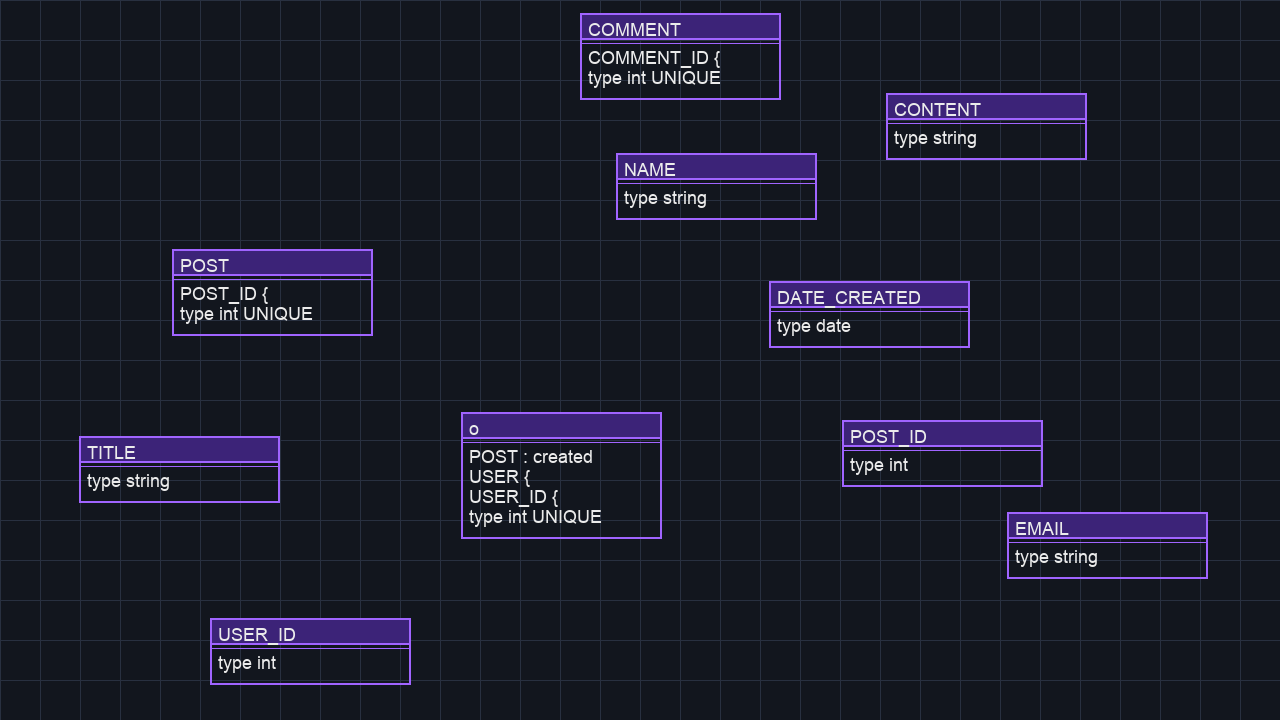 COMMENT
COMMENT_ID {
type int UNIQUE
CONTENT
type string
NAME
type string
POST
POST_ID {
type int UNIQUE
DATE_CREATED
type date
TITLE
type string
o
POST : created
USER {
USER_ID {
type int UNIQUE
POST_ID
type int
EMAIL
type string
USER_ID
type int